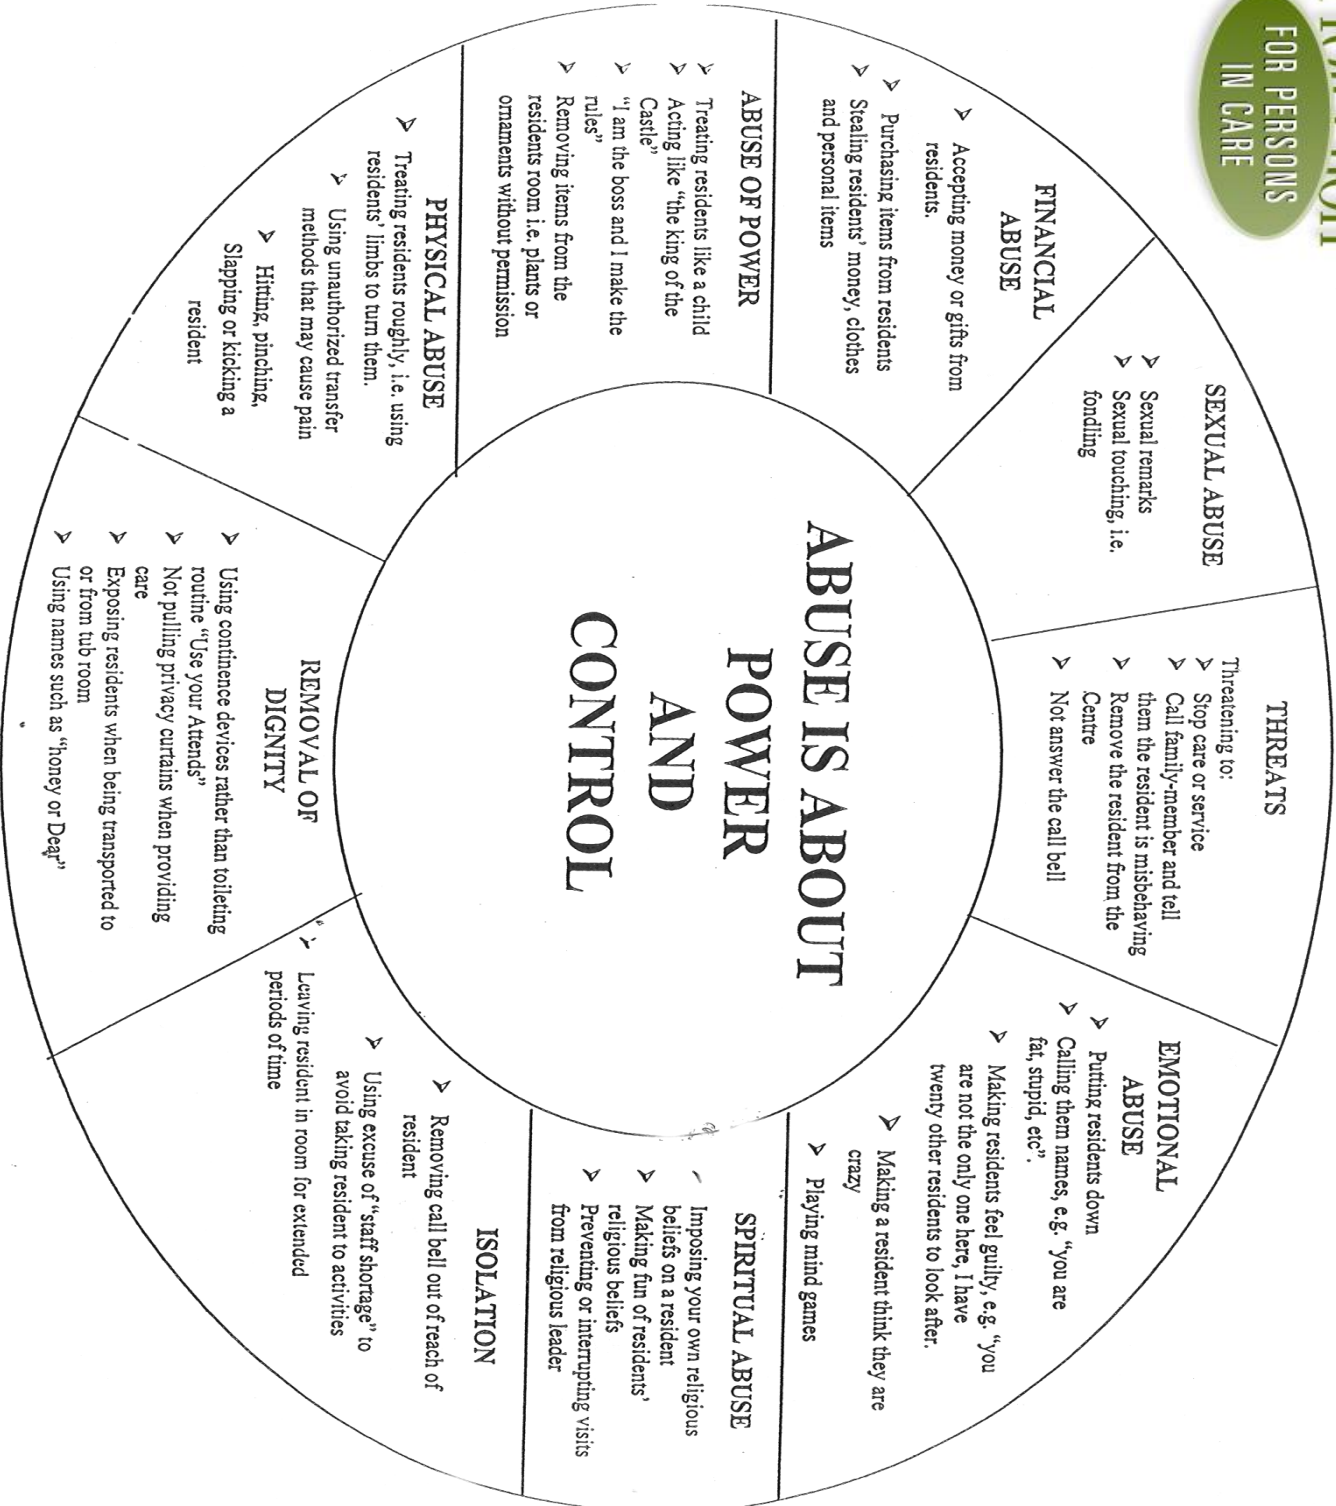 FOR PERSONS
IN CARE
ABUSE IS ABOUT
POWER
AND
CONTROL
SEXUAL ABUSE
➢ Sexual remarks
➢ Sexual touching, i.e.
fondling
THREATS
Threatening to:
➢ Stop care or service
➢ Call family-member and tell
them the resident is misbehaving
➢ Remove the resident from the
Centre
➢ Not answer the call bell
EMOTIONAL
ABUSE
➢ Putting residents down
➢ Calling them names, e.g. “you are
fat, stupid, etc”.
➢ Making residents feel guilty, e.g. “you
are not the only one here, I have
twenty other residents to look after.
➢ Making a resident think they are
crazy
➢ Playing mind games
SPIRITUAL ABUSE
Imposing your own religious
beliefs on a resident
➢ Making fun of residents’
religious beliefs
➢ Preventing or interrupting visits
from religious leader
ISOLATION
➢ Removing call bell out of reach of
resident
➢ Using excuse of “staff shortage” to
avoid taking resident to activities
➢ Leaving resident in room for extended
periods of time
REMOVAL OF
DIGNITY
➢ Using continence devices rather than toileting
routine “Use your Attends”
➢ Not pulling privacy curtains when providing
care
➢ Exposing residents when being transported to
or from tub room
➢ Using names such as “honey or Dear”
PHYSICAL ABUSE
➢ Treating residents roughly, i.e. using
residents’ limbs to turn them.
➢ Using unauthorized transfer
methods that may cause pain
➢ Hitting, pinching,
Slapping or kicking a
resident
ABUSE OF POWER
➢ Treating residents like a child
➢ Acting like “the king of the
Castle”
➢ “I am the boss and I make the
rules”
➢ Removing items from the
residents room i.e. plants or
ornaments without permission
FINANCIAL
ABUSE
➢ Accepting money or gifts from
residents.
➢ Purchasing items from residents
➢ Stealing residents’ money, clothes
and personal items